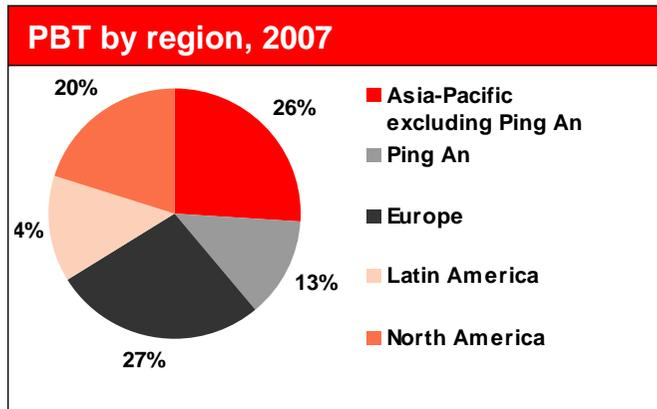 PBT by region, 2007
20%
26%
4%
13%
27%
Asia-Pacific
excluding Ping An
Ping An
Europe
Latin America
North America